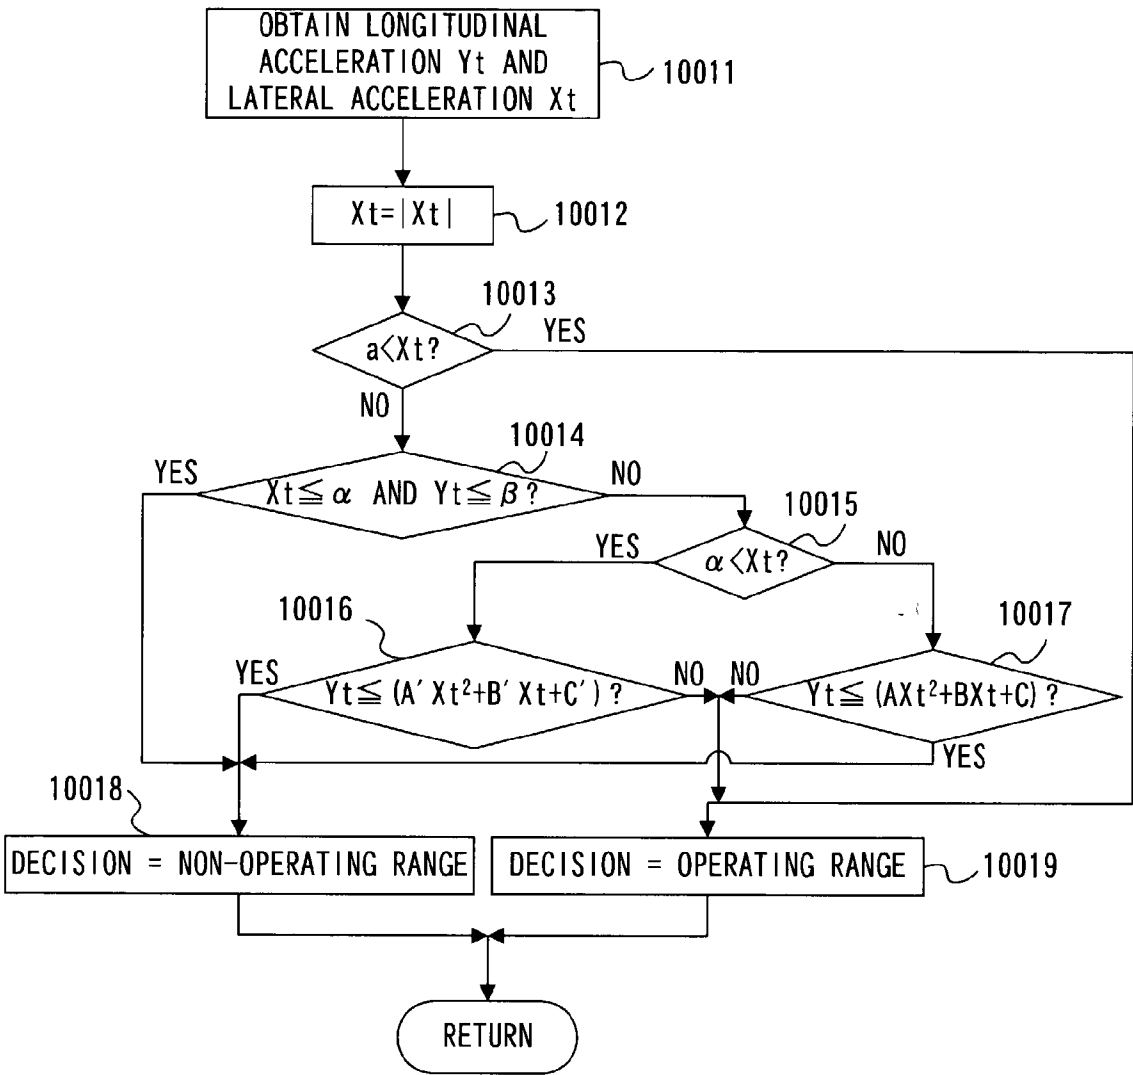 OBTAIN LONGITUDINAL
ACCELERATION Yt AND
LATERAL ACCELERATION Xt
10011
Xt=|Xt|
10012
10013
a<Xt?
YES
NO
10014
YES
Xt≦α AND Yt≦β?
NO
10015
YES
α<Xt?
NO
10016
10017
YES
Yt≦(A′Xt²+B′Xt+C′)?
NO
NO
Yt≦(AXt²+BXt+C)?
YES
10018
DECISION = NON-OPERATING RANGE
DECISION = OPERATING RANGE
10019
RETURN